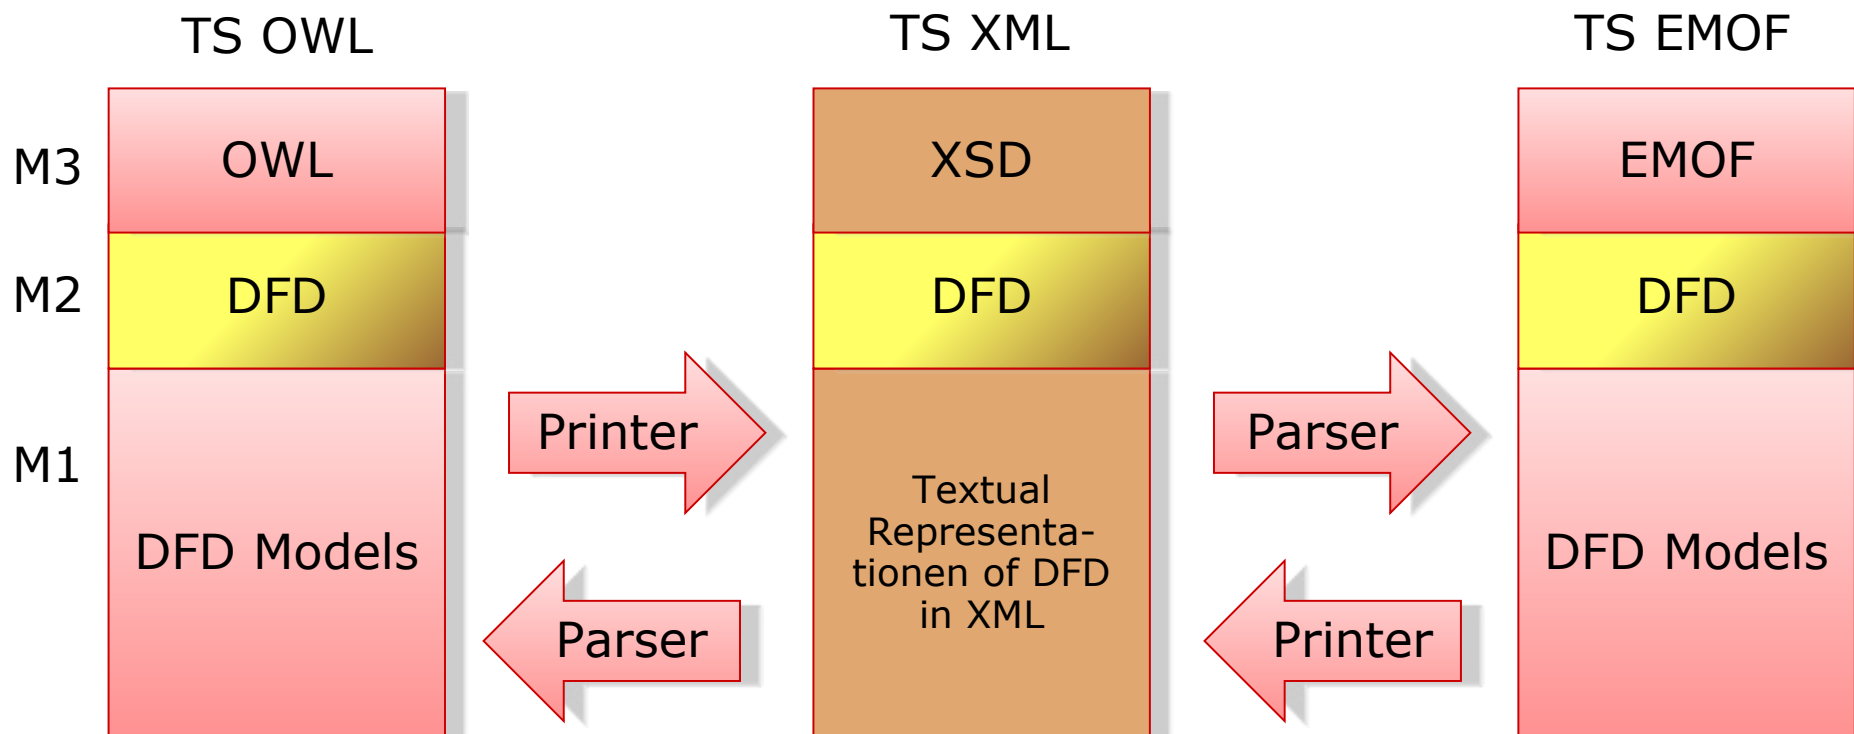 TS OWL
TS XML
TS EMOF
M3
OWL
XSD
EMOF
M2
DFD
DFD
DFD
M1
Printer
Parser
DFD Models
Textual
Representa-
tionen of DFD
in XML
DFD Models
Parser
Printer